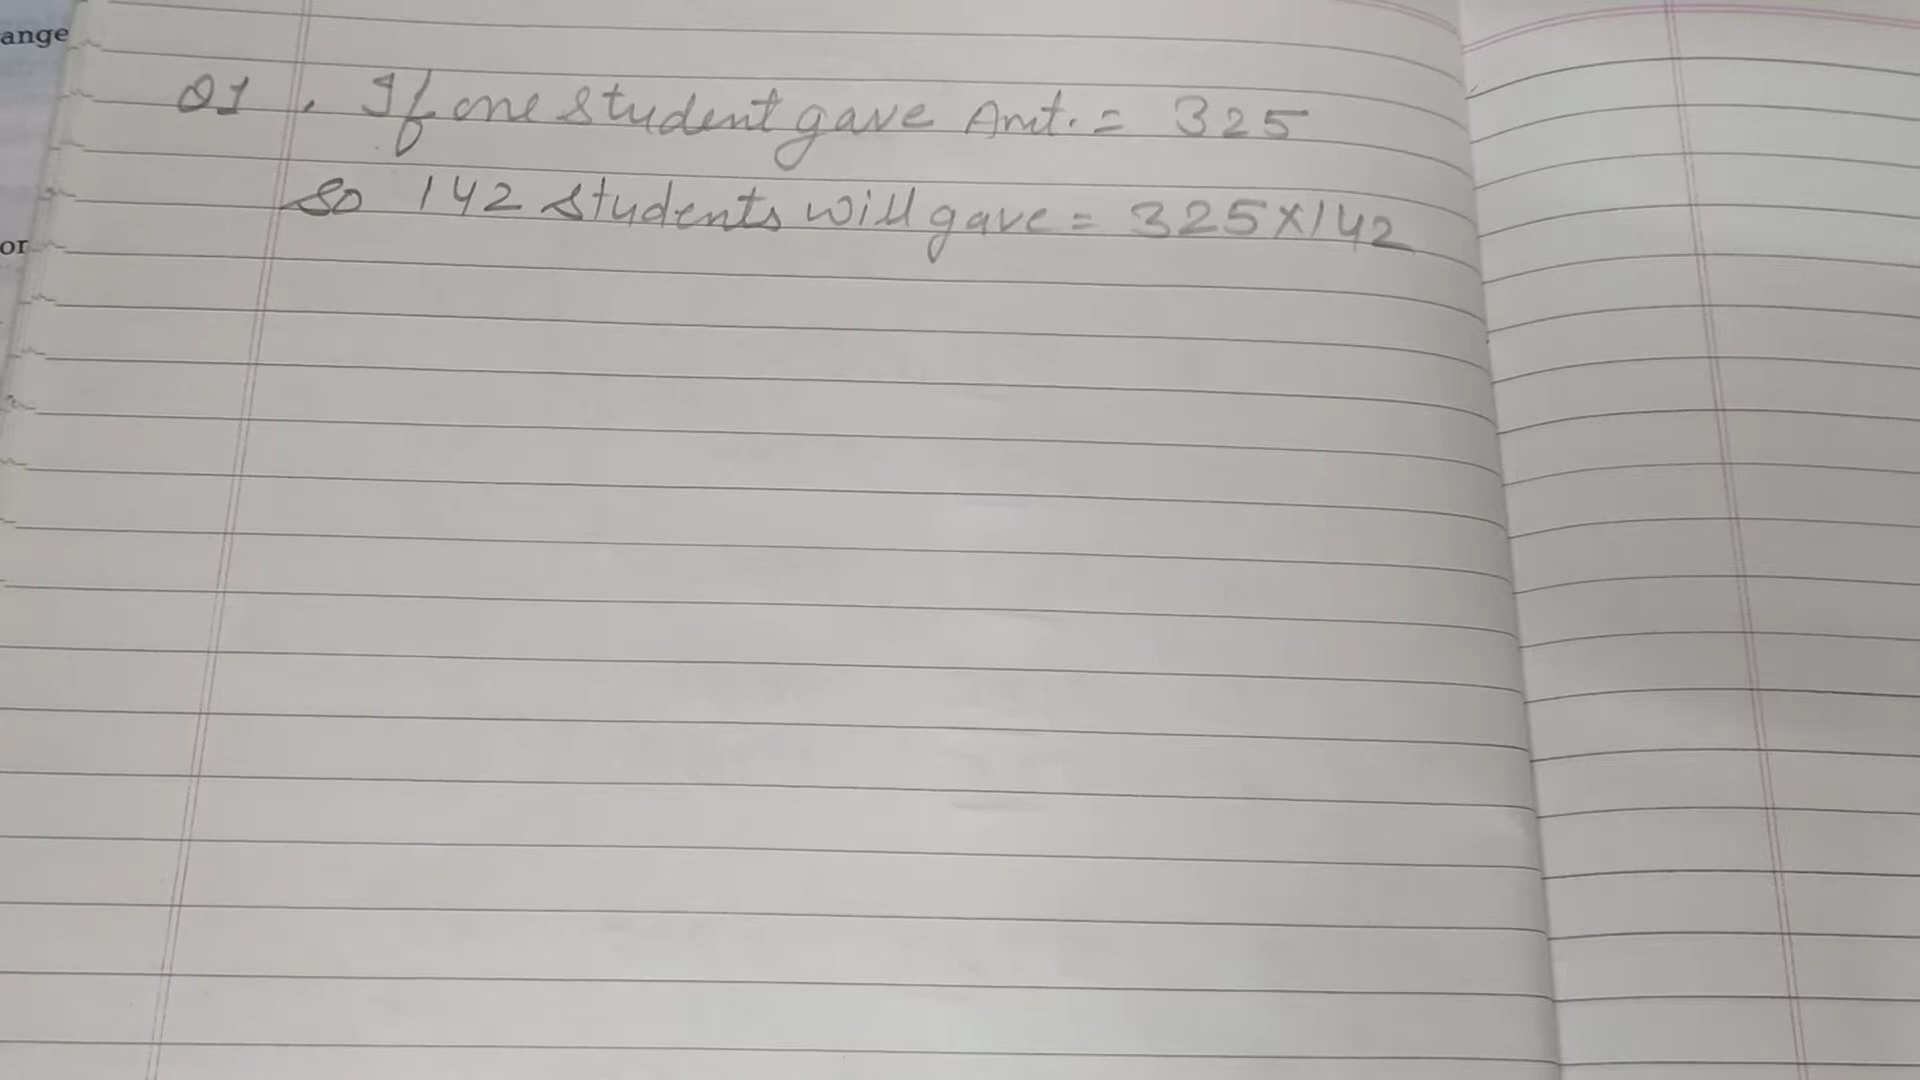 ange
Q1. If one student gave Amt. = 325
so 142 students will gave = 325×142
or